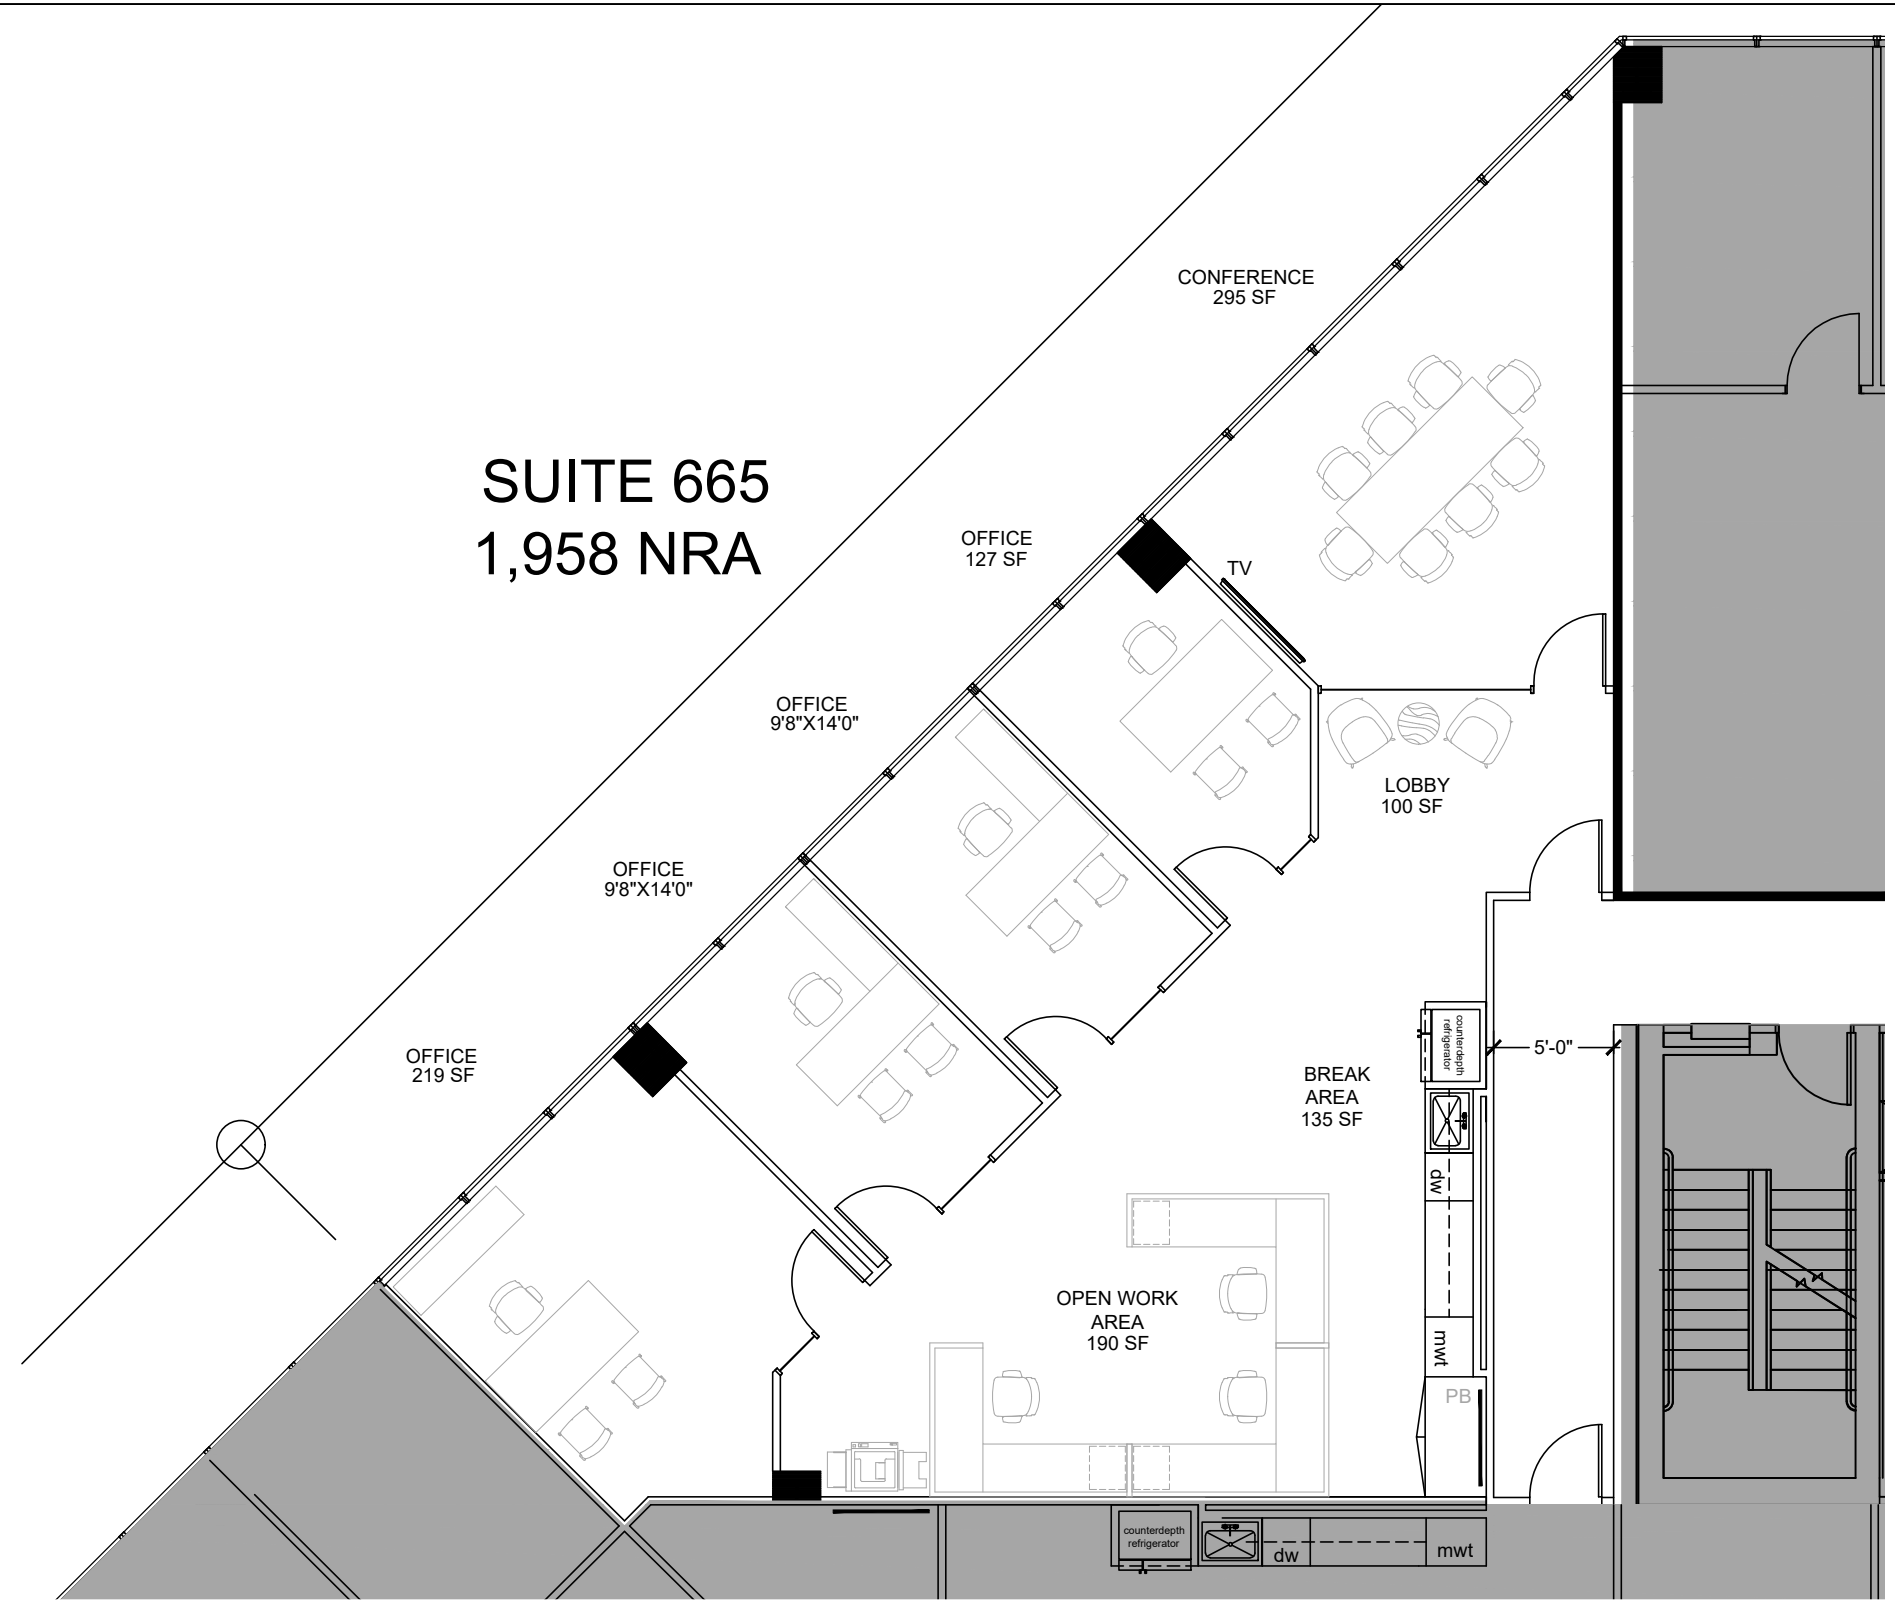 CONFERENCE
295 SF
SUITE 665
1,958 NRA
OFFICE
127 SF
TV
OFFICE
9'8"X14'0"
LOBBY
100 SF
OFFICE
9'8"X14'0"
OFFICE
219 SF
counterdepth
refrigerator
5'-0"
BREAK
AREA
135 SF
dw
OPEN WORK
AREA
190 SF
mwt
PB
counterdepth
refrigerator
dw
mwt